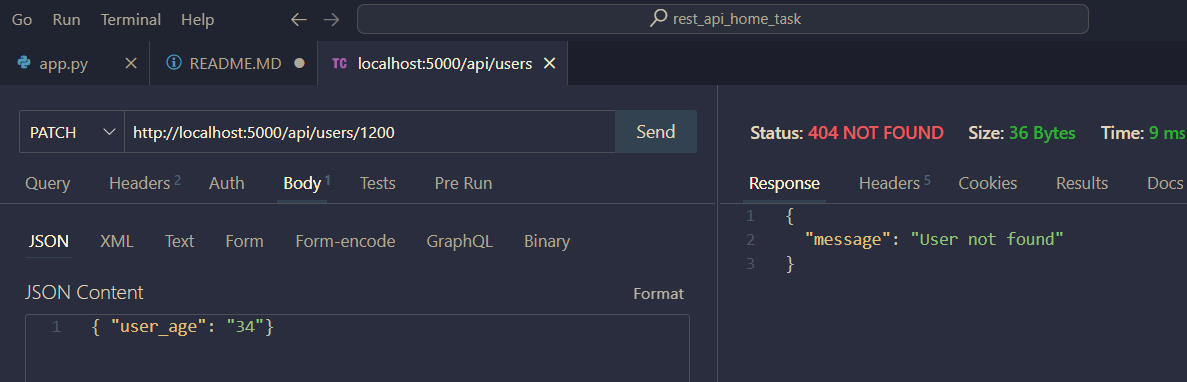 Go Run Terminal Help rest_api_home_task
app.py README.MD TC localhost:5000/api/users
PATCH http://localhost:5000/api/users/1200 Send
Status: 404 NOT FOUND Size: 36 Bytes Time: 9 ms
Query Headers 2 Auth Body 1 Tests Pre Run
Response Headers 5 Cookies Results Docs
JSON XML Text Form Form-encode GraphQL Binary
JSON Content Format
1 { "user_age": "34"}
1 {
2 "message": "User not found"
3 }